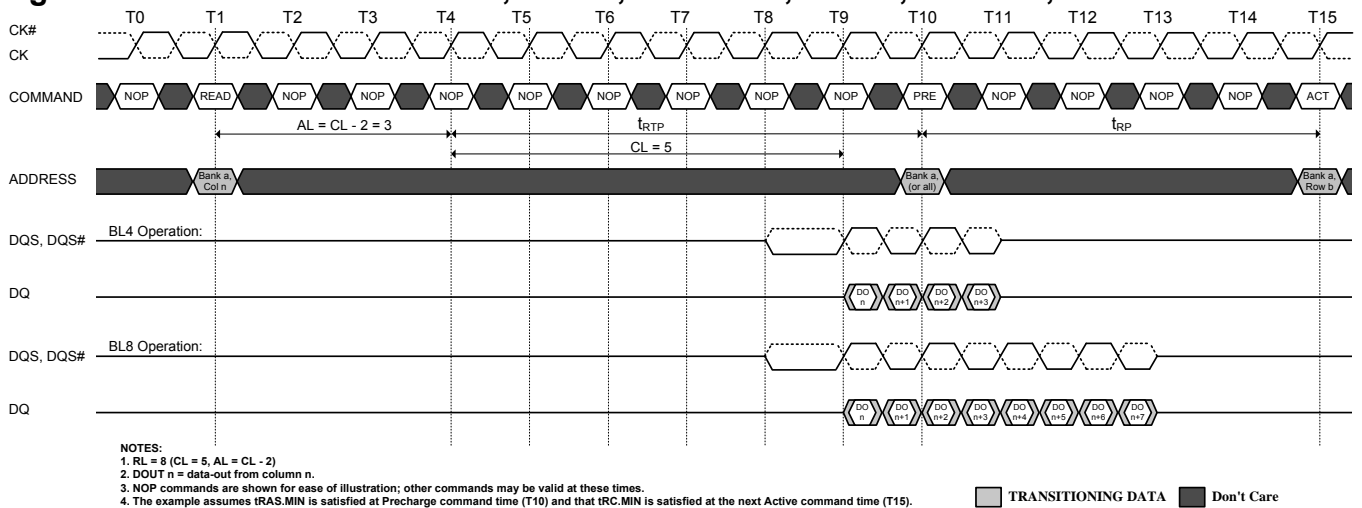 T0 T1 T2 T3 T4 T5 T6 T7 T8 T9 T10 T11 T12 T13 T14 T15
CK#
CK
COMMAND NOP READ NOP NOP NOP NOP NOP NOP NOP NOP PRE NOP NOP NOP NOP ACT
AL = CL - 2 = 3 tRTP tRP
CL = 5
ADDRESS Bank a, Col n Bank a, (or all) Bank a, Row b
BL4 Operation:
DQS, DQS#
DQ DO n DO n+1 DO n+2 DO n+3
BL8 Operation:
DQS, DQS#
DQ DO n DO n+1 DO n+2 DO n+3 DO n+4 DO n+5 DO n+6 DO n+7
NOTES:
1. RL = 8 (CL = 5, AL = CL - 2)
2. DOUT n = data-out from column n.
3. NOP commands are shown for ease of illustration; other commands may be valid at these times.
4. The example assumes tRAS.MIN is satisfied at Precharge command time (T10) and that tRC.MIN is satisfied at the next Active command time (T15).
TRANSITIONING DATA Don't Care